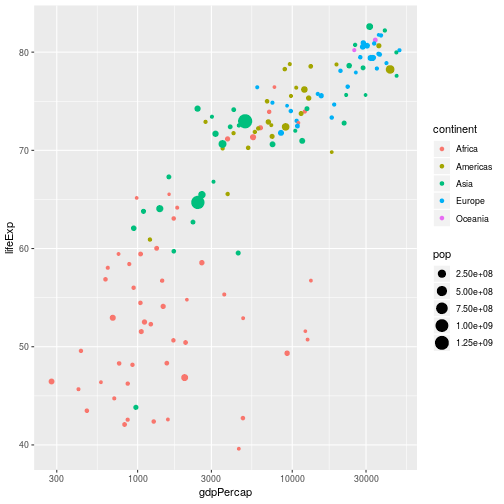 80
70
60
50
40
lifeExp
300
1000
3000
10000
30000
gdpPercap
continent
Africa
Americas
Asia
Europe
Oceania
pop
2.50e+08
5.00e+08
7.50e+08
1.00e+09
1.25e+09